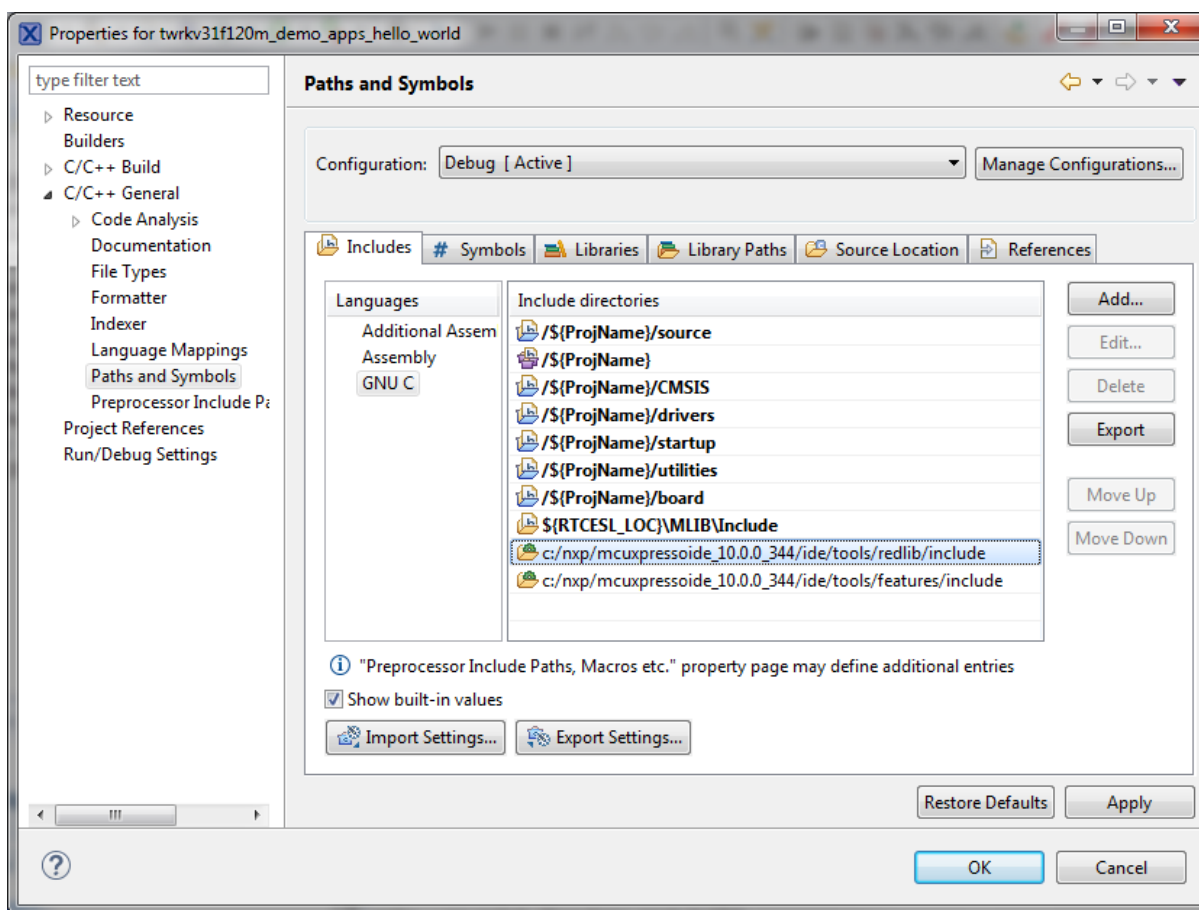 Properties for twrkv31f120m_demo_apps_hello_world
type filter text
Resource
Builders
C/C++ Build
C/C++ General
Code Analysis
Documentation
File Types
Formatter
Indexer
Language Mappings
Paths and Symbols
Preprocessor Include Pa
Project References
Run/Debug Settings
Paths and Symbols
Configuration: Debug [ Active ] Manage Configurations...
Includes # Symbols Libraries Library Paths Source Location References
Languages
Additional Assem
Assembly
GNU C
Include directories
/${ProjName}/source
/${ProjName}
/${ProjName}/CMSIS
/${ProjName}/drivers
/${ProjName}/startup
/${ProjName}/utilities
/${ProjName}/board
${RTCESL_LOC}\MLIB\Include
c:/nxp/mcuxpressoide_10.0.0_344/ide/tools/redlib/include
c:/nxp/mcuxpressoide_10.0.0_344/ide/tools/features/include
Add...
Edit...
Delete
Export
Move Up
Move Down
"Preprocessor Include Paths, Macros etc." property page may define additional entries
Show built-in values
Import Settings... Export Settings...
Restore Defaults Apply
OK Cancel